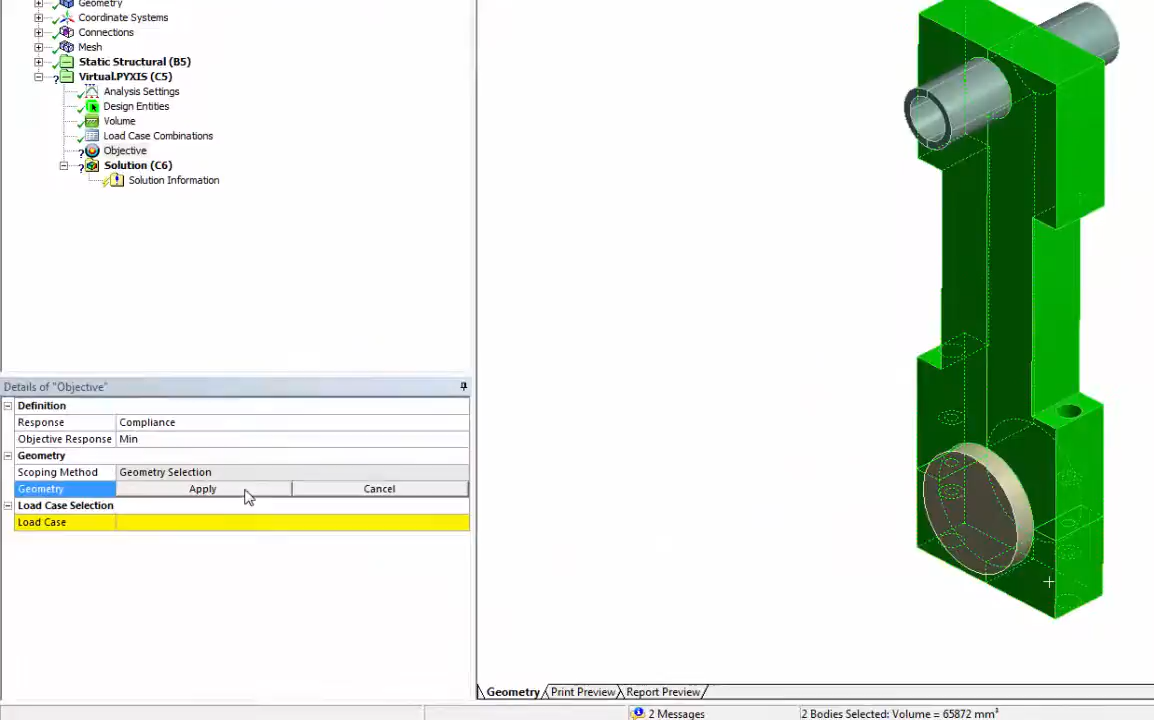 Geometry
Coordinate Systems
Connections
Mesh
Static Structural (B5)
Virtual.PYXIS (C5)
Analysis Settings
Design Entities
Volume
Load Case Combinations
Objective
Solution (C6)
Solution Information
Details of "Objective"
Definition
Response Compliance
Objective Response Min
Geometry
Scoping Method Geometry Selection
Geometry Apply Cancel
Load Case Selection
Load Case
Geometry Print Preview Report Preview
2 Messages 2 Bodies Selected: Volume = 65872 mm³